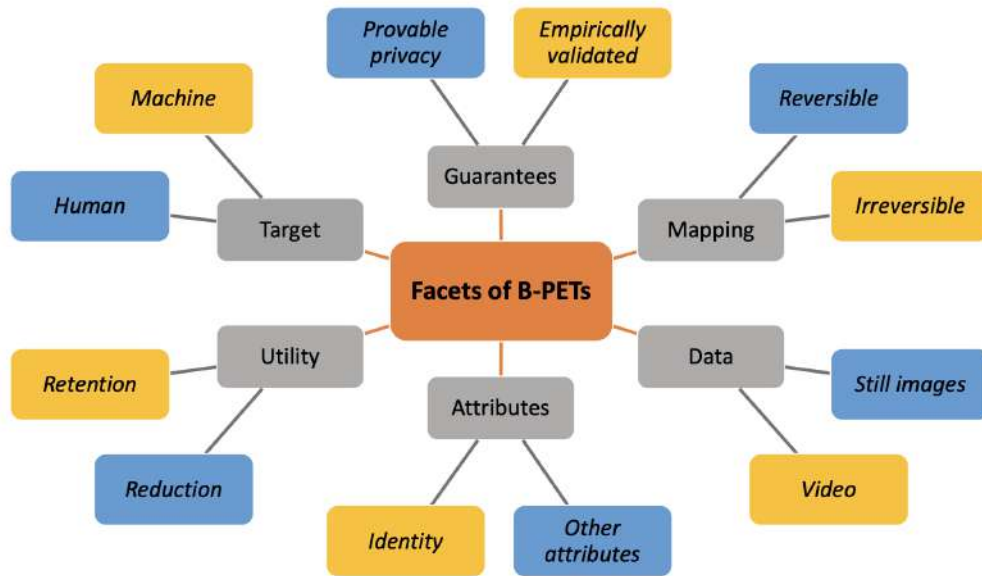 Provable
privacy
Empirically
validated
Machine
Reversible
Guarantees
Human
Target
Mapping
Irreversible
Facets of B-PETs
Retention
Utility
Data
Still images
Attributes
Reduction
Video
Identity
Other
attributes